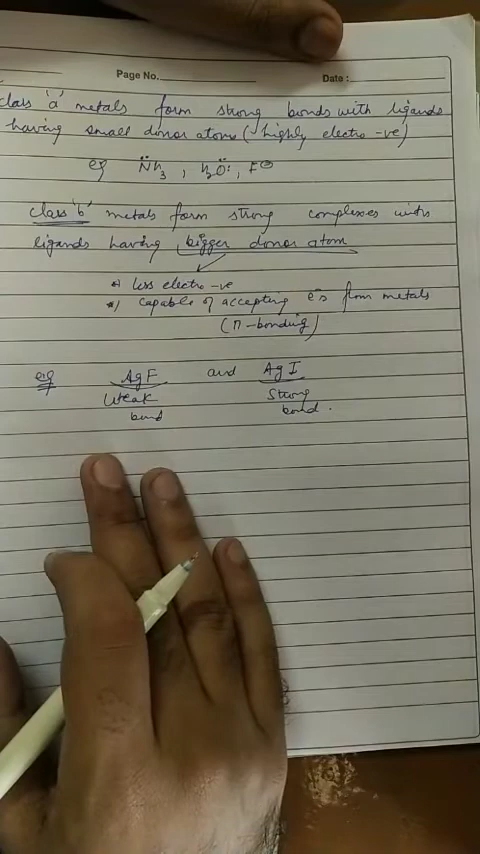 Page No. Date :
class 'a' metals form strong bonds with ligands
having small donor atoms (highly electro -ve)
eg N̈H₃ , H₂Ö: , F⊖
class 'b' metals form strong complexes with
ligands having bigger donor atom
*) less electro -ve
*) capable of accepting e⁻s from metals
(π-bonding)
eg AgF and AgI
Weak Strong
bond bond .